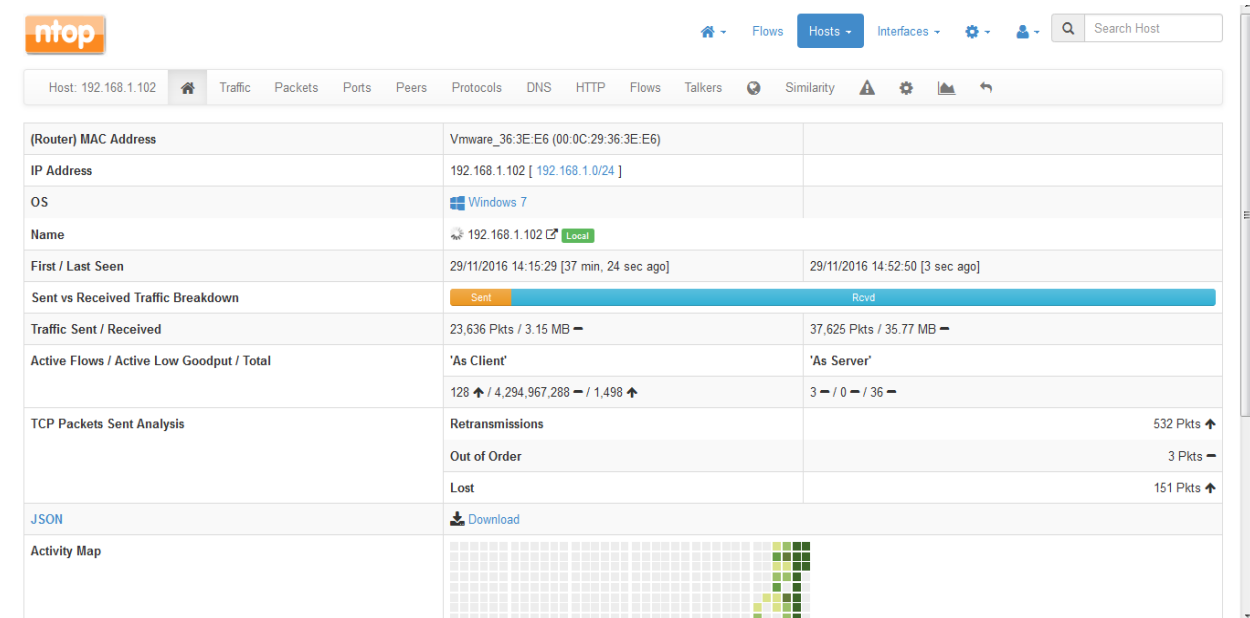 ntop
Flows Hosts Interfaces Search Host
Host: 192.168.1.102 Traffic Packets Ports Peers Protocols DNS HTTP Flows Talkers Similarity
(Router) MAC Address Vmware_36:3E:E6 (00:0C:29:36:3E:E6)
IP Address 192.168.1.102 [ 192.168.1.0/24 ]
OS Windows 7
Name 192.168.1.102 Local
First / Last Seen 29/11/2016 14:15:29 [37 min, 24 sec ago] 29/11/2016 14:52:50 [3 sec ago]
Sent vs Received Traffic Breakdown Sent Rcvd
Traffic Sent / Received 23,636 Pkts / 3.15 MB 37,625 Pkts / 35.77 MB
Active Flows / Active Low Goodput / Total 'As Client' 'As Server'
128 / 4,294,967,288 / 1,498 3 / 0 / 36
TCP Packets Sent Analysis Retransmissions 532 Pkts
Out of Order 3 Pkts
Lost 151 Pkts
JSON Download
Activity Map